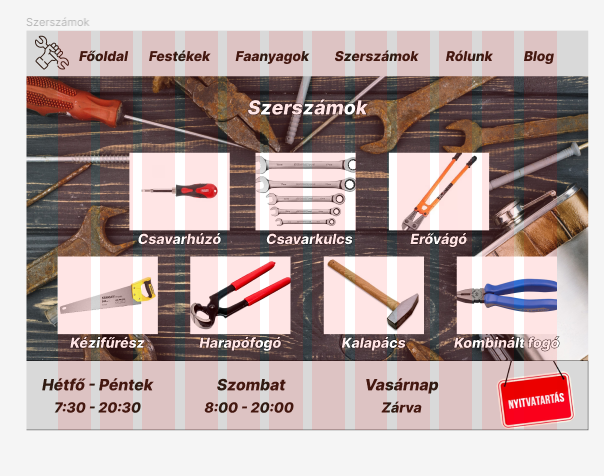 Szerszámok
Főoldal Festékek Faanyagok Szerszámok Rólunk Blog
Szerszámok
Csavarhúzó Csavarkulcs Erővágó
Kézifűrész Harapófogó Kalapács Kombinált fogó
Hétfő - Péntek Szombat Vasárnap
7:30 - 20:30 8:00 - 20:00 Zárva
NYITVATARTÁS